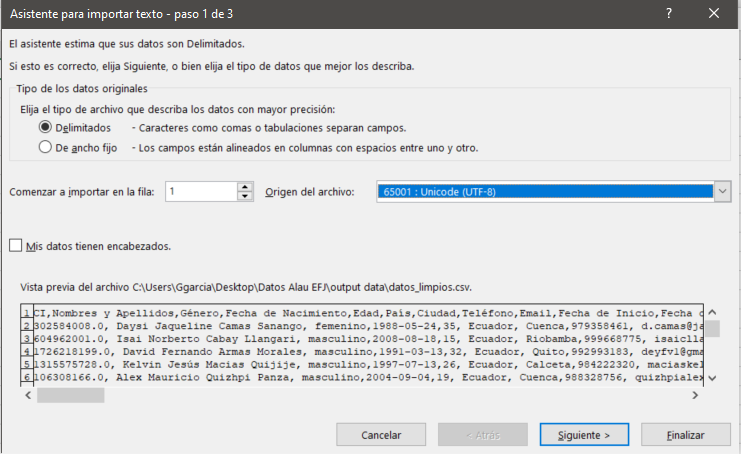 Asistente para importar texto - paso 1 de 3
El asistente estima que sus datos son Delimitados.
Si esto es correcto, elija Siguiente, o bien elija el tipo de datos que mejor los describa.
Tipo de los datos originales
Elija el tipo de archivo que describa los datos con mayor precisión:
Delimitados - Caracteres como comas o tabulaciones separan campos.
De ancho fijo - Los campos están alineados en columnas con espacios entre uno y otro.
Comenzar a importar en la fila: 1 Origen del archivo: 65001 : Unicode (UTF-8)
Mis datos tienen encabezados.
Vista previa del archivo C:\Users\Ggarcia\Desktop\Datos Alau EFJ\output data\datos_limpios.csv.
1 CI,Nombres y Apellidos,Género,Fecha de Nacimiento,Edad,País,Ciudad,Teléfono,Email,Fecha de Inicio,Fecha
2 302584008.0, Daysi Jaqueline Camas Sanango, femenino,1988-05-24,35, Ecuador, Cuenca,979358461, d.camas@ja
3 604962001.0, Isai Norberto Cabay Llangari, masculino,2008-08-18,15, Ecuador, Riobamba,999668775, isaiclla
4 1726218199.0, David Fernando Armas Morales, masculino,1991-03-13,32, Ecuador, Quito,992993183, deyfvl@gma
5 1315575728.0, Kelvin Jesús Macias Quijije, masculino,1997-07-13,26, Ecuador, Calceta,984222320, maciaskel
6 106308166.0, Alex Mauricio Quizhpi Panza, masculino,2004-09-04,19, Ecuador, Cuenca,988328756, quizhpialex
Cancelar < Atrás Siguiente > Finalizar